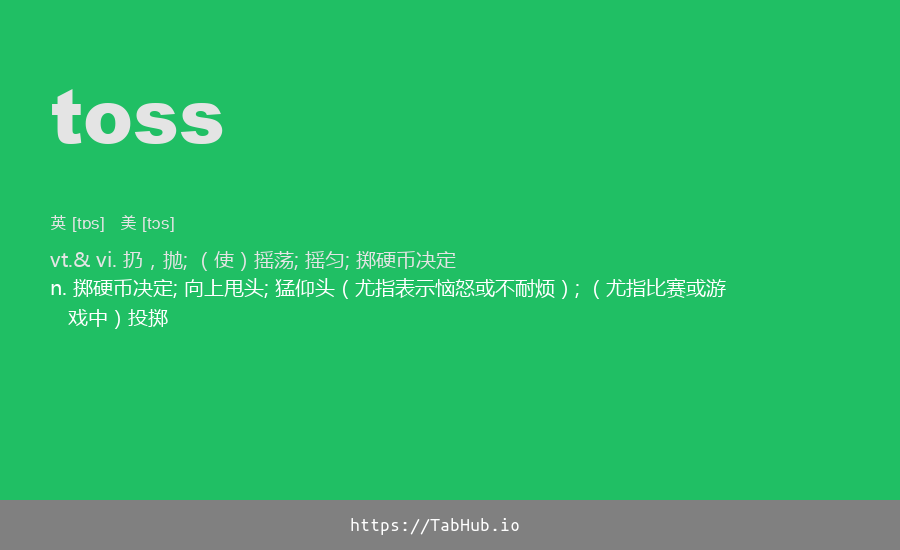 toss
英 [tɒs] 美 [tɔs]
vt.& vi. 扔，抛; （使）摇荡; 摇匀; 掷硬币决定
n. 掷硬币决定; 向上甩头; 猛仰头（尤指表示恼怒或不耐烦）; （尤指比赛或游
戏中）投掷
https://TabHub.io